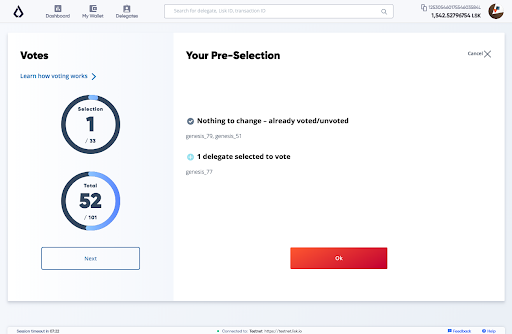 Dashboard
My Wallet
Delegates
Search for delegate, Lisk ID, transaction ID
1,542.52796754 LSK
Votes
Learn how voting works
Selection
1
/ 33
Total
52
/ 101
Next
Your Pre-Selection
Cancel
Nothing to change – already voted/unvoted
genesis_73, genesis_51
1 delegate selected to vote
genesis_77
Ok
Session timeout in 07:22
Connected to: Testnet: https://testnet.lisk.io
Feedback
Help